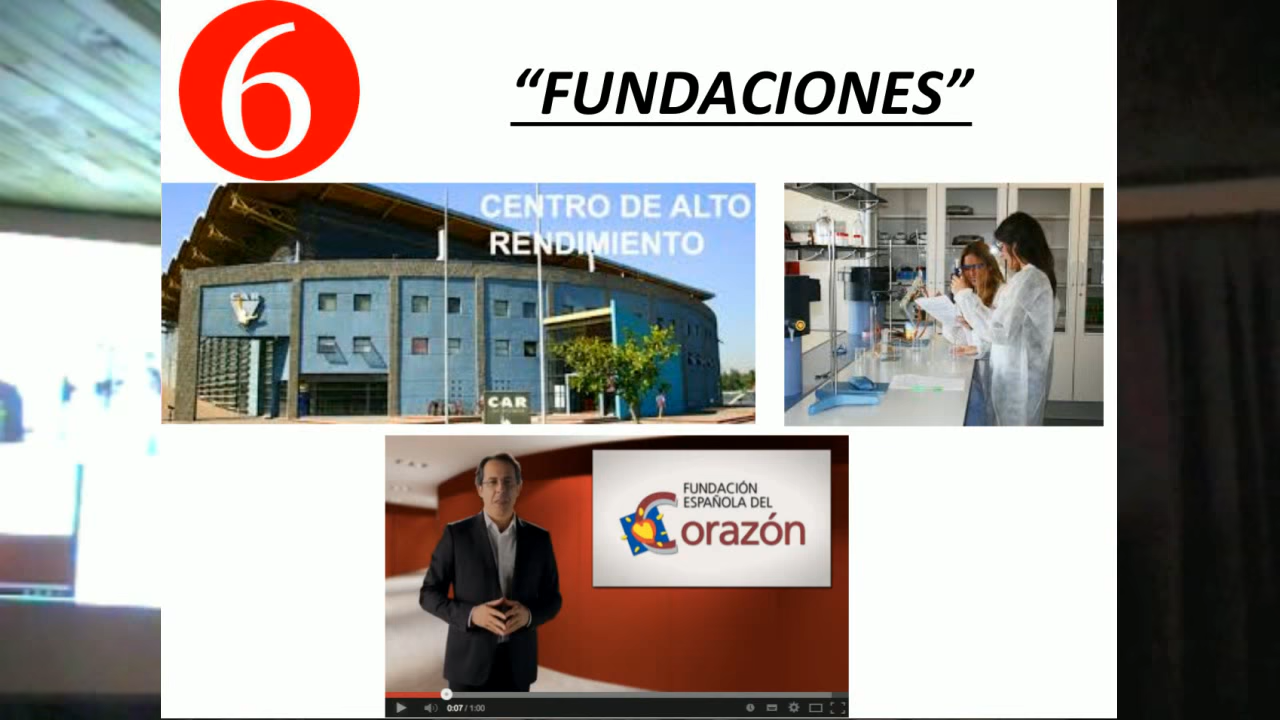 6
“FUNDACIONES”
CENTRO DE ALTO
RENDIMIENTO
CAR
FUNDACIÓN
ESPAÑOLA DEL
Corazón
0:07 / 1:00